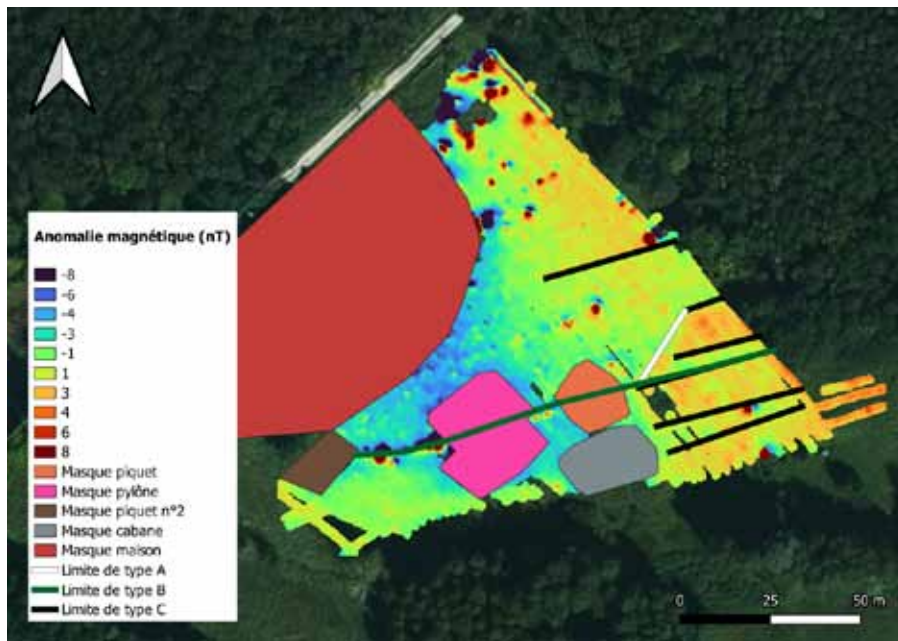 Anomalie magnétique (nT)
-8
-6
-4
-3
-1
1
3
4
6
8
Masque piquet
Masque pylône
Masque piquet n°2
Masque cabane
Masque maison
Limite de type A
Limite de type B
Limite de type C
0 25 50 m